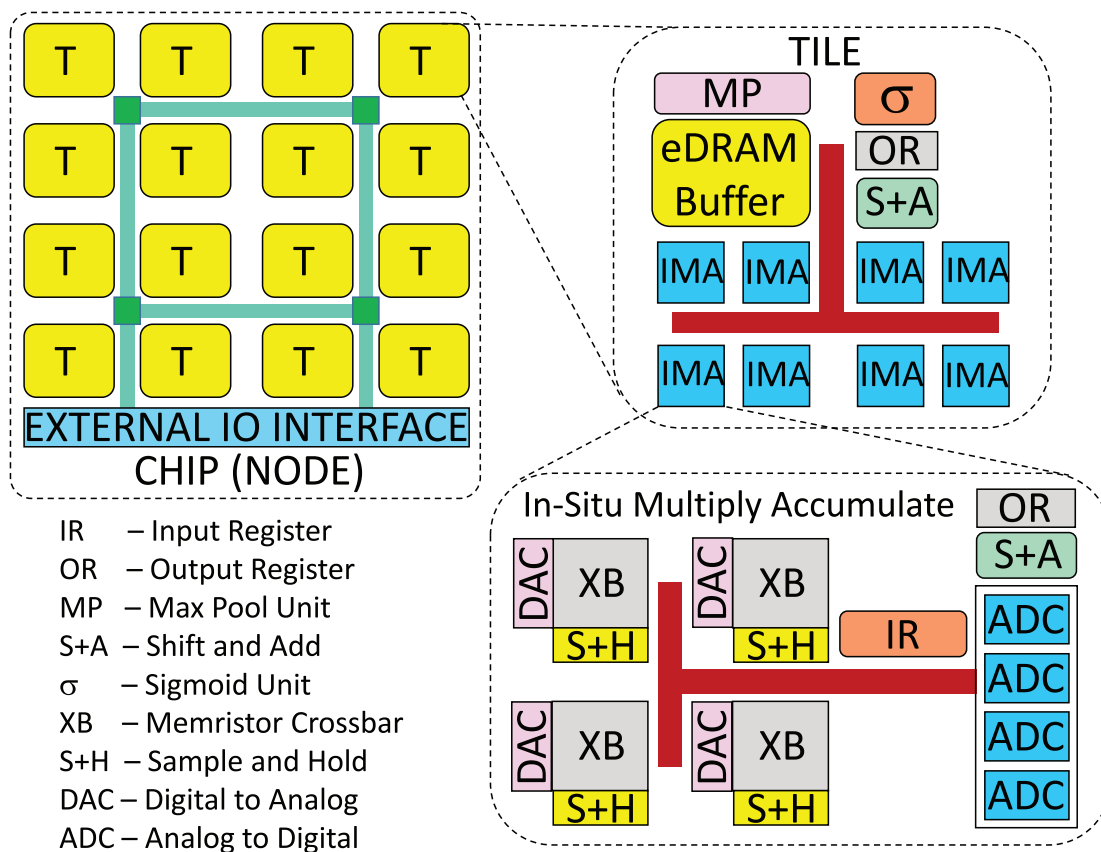 T T T T
T T T T
T T T T
T T T T
EXTERNAL IO INTERFACE
CHIP (NODE)
TILE
MP
σ
eDRAM
Buffer
OR
S+A
IMA IMA IMA IMA
IMA IMA IMA IMA
In-Situ Multiply Accumulate
OR
S+A
DAC XB
S+H
DAC XB
S+H
IR
DAC XB
S+H
DAC XB
S+H
ADC
ADC
ADC
ADC
IR – Input Register
OR – Output Register
MP – Max Pool Unit
S+A – Shift and Add
σ – Sigmoid Unit
XB – Memristor Crossbar
S+H – Sample and Hold
DAC – Digital to Analog
ADC – Analog to Digital